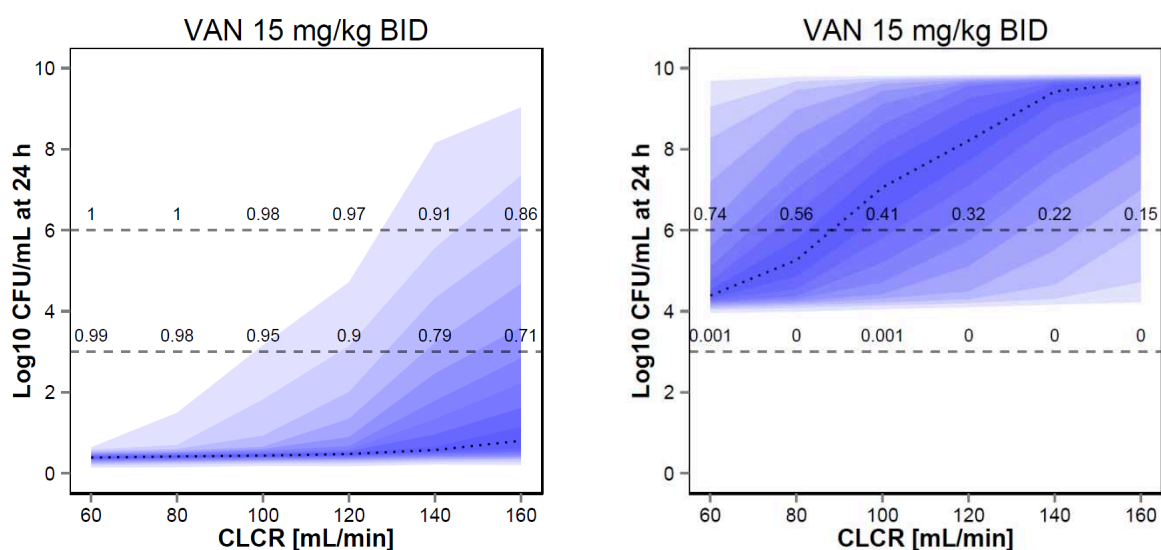 VAN 15 mg/kg BID
Log10 CFU/mL at 24 h
10
8
1 1 0.98 0.97 0.91 0.86
6
4
0.99 0.98 0.95 0.9 0.79 0.71
2
0
60 80 100 120 140 160
CLCR [mL/min]
VAN 15 mg/kg BID
Log10 CFU/mL at 24 h
10
8
0.74 0.56 0.41 0.32 0.22 0.15
6
4
0.001 0 0.001 0 0 0
2
0
60 80 100 120 140 160
CLCR [mL/min]